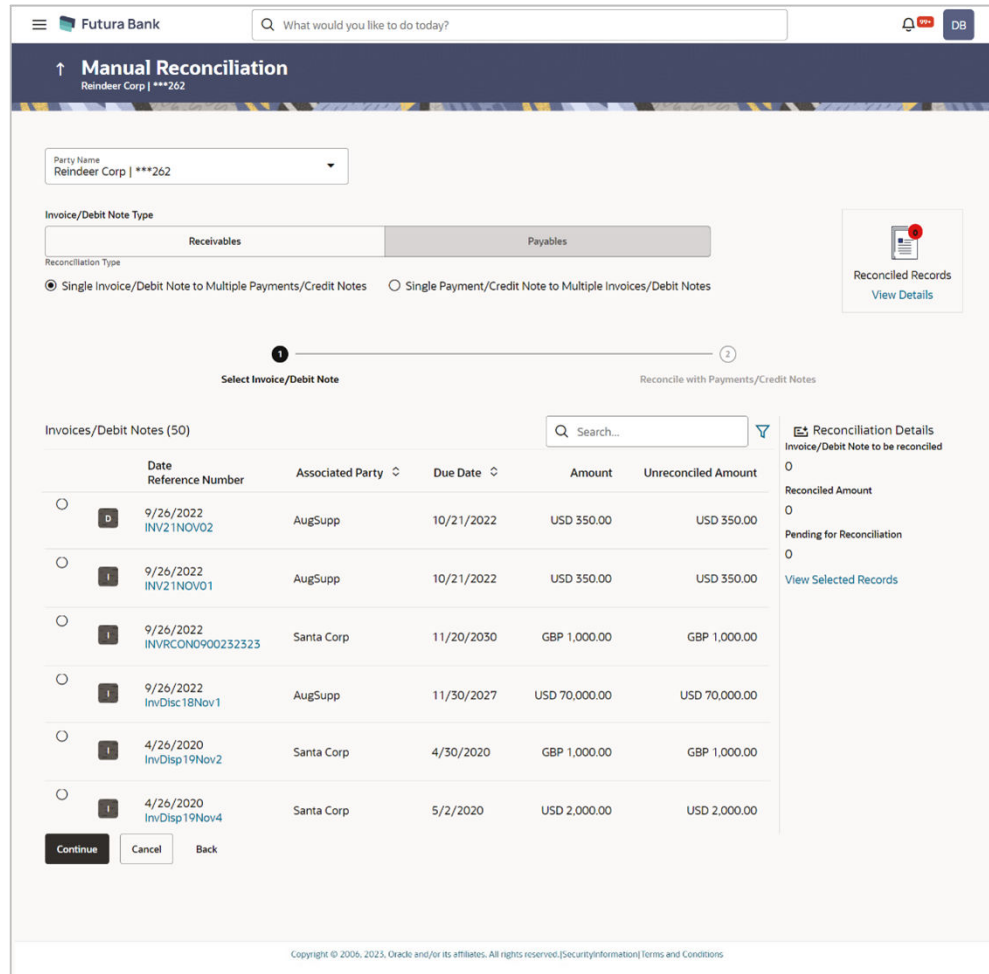 Futura Bank
What would you like to do today?
99+
DB
↑ Manual Reconciliation
Reindeer Corp | ***262
Party Name
Reindeer Corp | ***262
Invoice/Debit Note Type
Receivables Payables
Reconciliation Type
Single Invoice/Debit Note to Multiple Payments/Credit Notes Single Payment/Credit Note to Multiple Invoices/Debit Notes
0
Reconciled Records
View Details
1 2
Select Invoice/Debit Note Reconcile with Payments/Credit Notes
Invoices/Debit Notes (50)
Search...
Date
Reference Number Associated Party Due Date Amount Unreconciled Amount
D 9/26/2022
INV21NOV02 AugSupp 10/21/2022 USD 350.00 USD 350.00
I 9/26/2022
INV21NOV01 AugSupp 10/21/2022 USD 350.00 USD 350.00
I 9/26/2022
INVRCON0900232323 Santa Corp 11/20/2030 GBP 1,000.00 GBP 1,000.00
I 9/26/2022
InvDisc18Nov1 AugSupp 11/30/2027 USD 70,000.00 USD 70,000.00
I 4/26/2020
InvDisp19Nov2 Santa Corp 4/30/2020 GBP 1,000.00 GBP 1,000.00
I 4/26/2020
InvDisp19Nov4 Santa Corp 5/2/2020 USD 2,000.00 USD 2,000.00
Reconciliation Details
Invoice/Debit Note to be reconciled
0
Reconciled Amount
0
Pending for Reconciliation
0
View Selected Records
Continue Cancel Back
Copyright © 2006, 2023, Oracle and/or its affiliates. All rights reserved.|SecurityInformation|Terms and Conditions